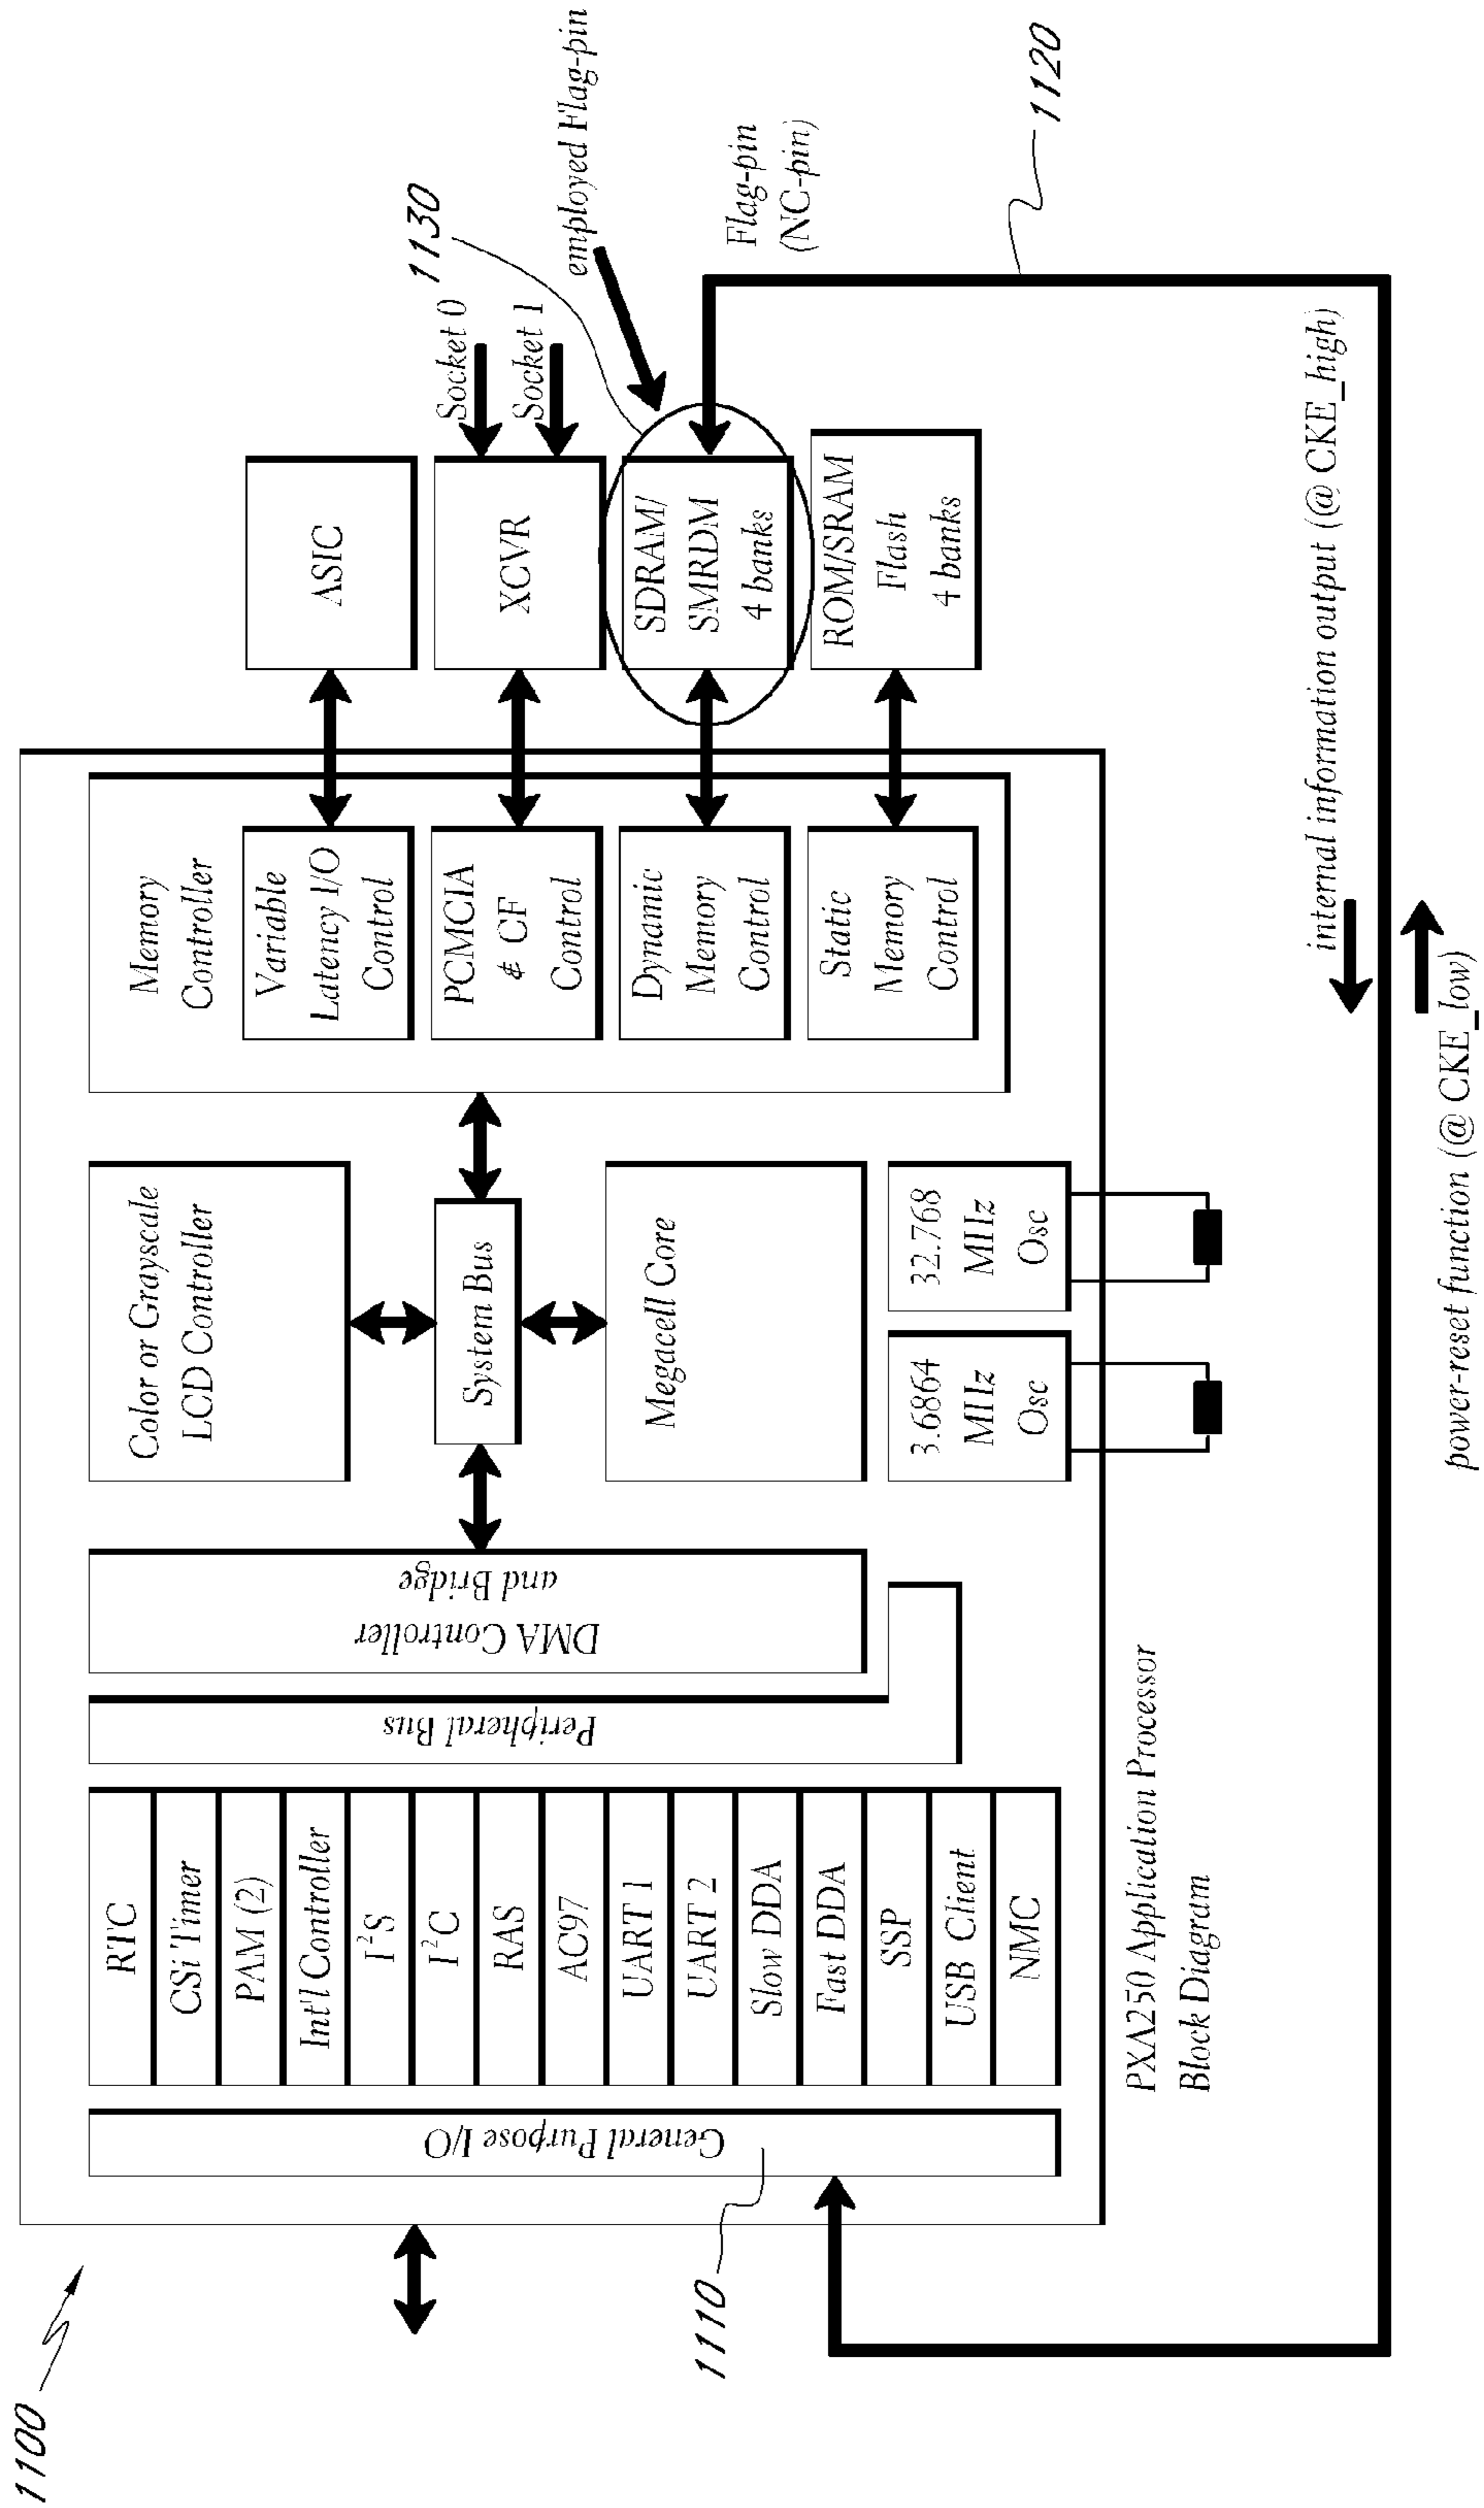 1100
General Purpose I/O
1110
RTC
CSi Timer
PAM (2)
Int'l Controller
I²S
I²C
RAS
AC97
UART 1
UART 2
Slow DDA
Fast DDA
SSP
USB Client
NMC
Peripheral Bus
DMA Controller
and Bridge
Color or Grayscale
LCD Controller
System Bus
Megacell Core
3.6864
MHz
Osc
32.768
MHz
Osc
Memory
Controller
Variable
Latency I/O
Control
PCMCIA
& CF
Control
Dynamic
Memory
Control
Static
Memory
Control
ASIC
XCVR
SDRAM/
SMRDM
4 banks
ROM/SRAM
Flash
4 banks
Socket 0
Socket 1
1130
employed Flag-pin
Flag-pin
(NC-pin)
1120
PXA250 Application Processor
Block Diagram
internal information output (@ CKE_high)
power-reset function (@ CKE_low)